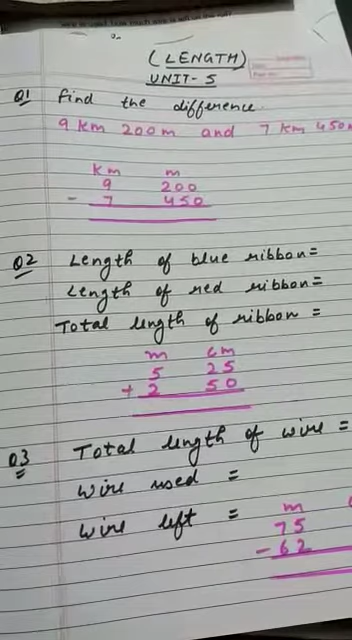 (LENGTH)
UNIT-5
Q1 find the difference.
9 km 200m and 7 km 450m
km m
9 200
- 7 450
Q2 Length of blue ribbon=
Length of red ribbon=
Total length of ribbon =
m cm
5 25
+ 2 50
Q3 Total length of wire =
wire used =
wire left =
m
75
- 62